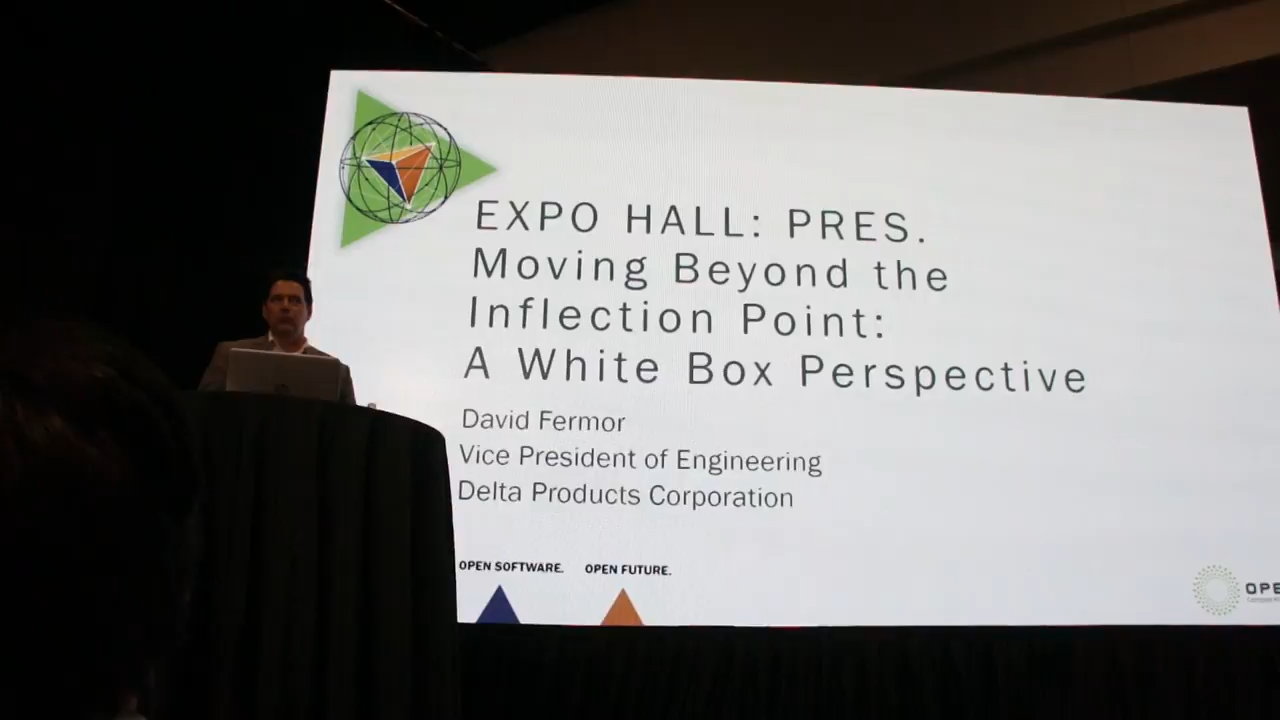 EXPO HALL: PRES.
Moving Beyond the
Inflection Point:
A White Box Perspective
David Fermor
Vice President of Engineering
Delta Products Corporation
OPEN SOFTWARE. OPEN FUTURE.